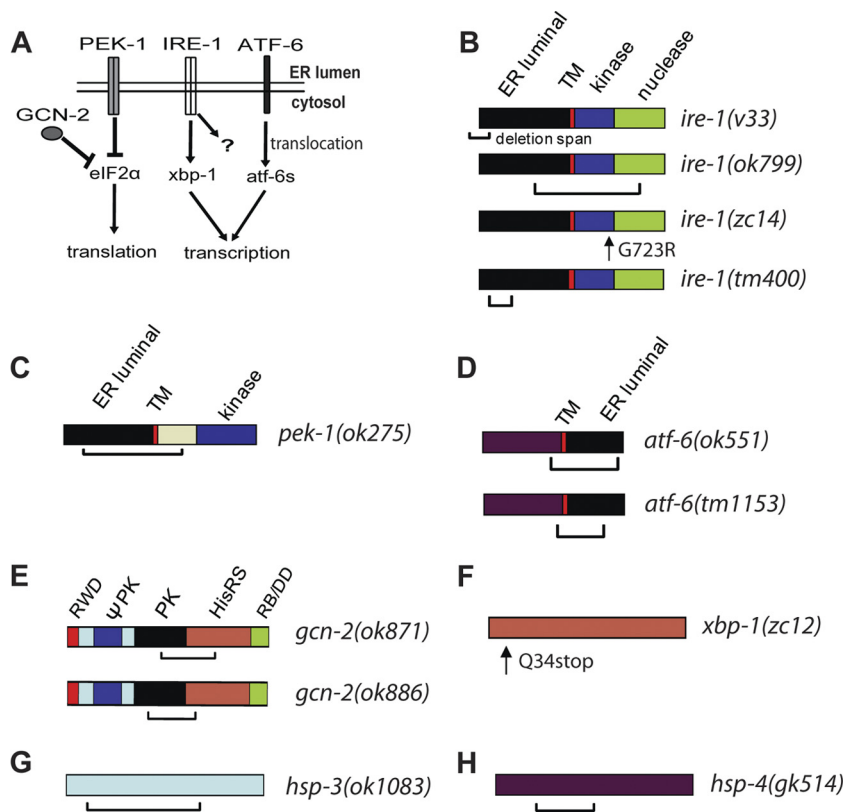 A
PEK-1 IRE-1 ATF-6
ER lumen
cytosol
GCN-2
?
translocation
eIF2α xbp-1 atf-6s
translation transcription
B
ER luminal TM kinase nuclease
ire-1(v33)
deletion span
ire-1(ok799)
ire-1(zc14)
G723R
ire-1(tm400)
C
ER luminal TM kinase
pek-1(ok275)
D
TM ER luminal
atf-6(ok551)
atf-6(tm1153)
E
RWD ΨPK PK HisRS RB/DD
gcn-2(ok871)
gcn-2(ok886)
F
xbp-1(zc12)
Q34stop
G
hsp-3(ok1083)
H
hsp-4(gk514)